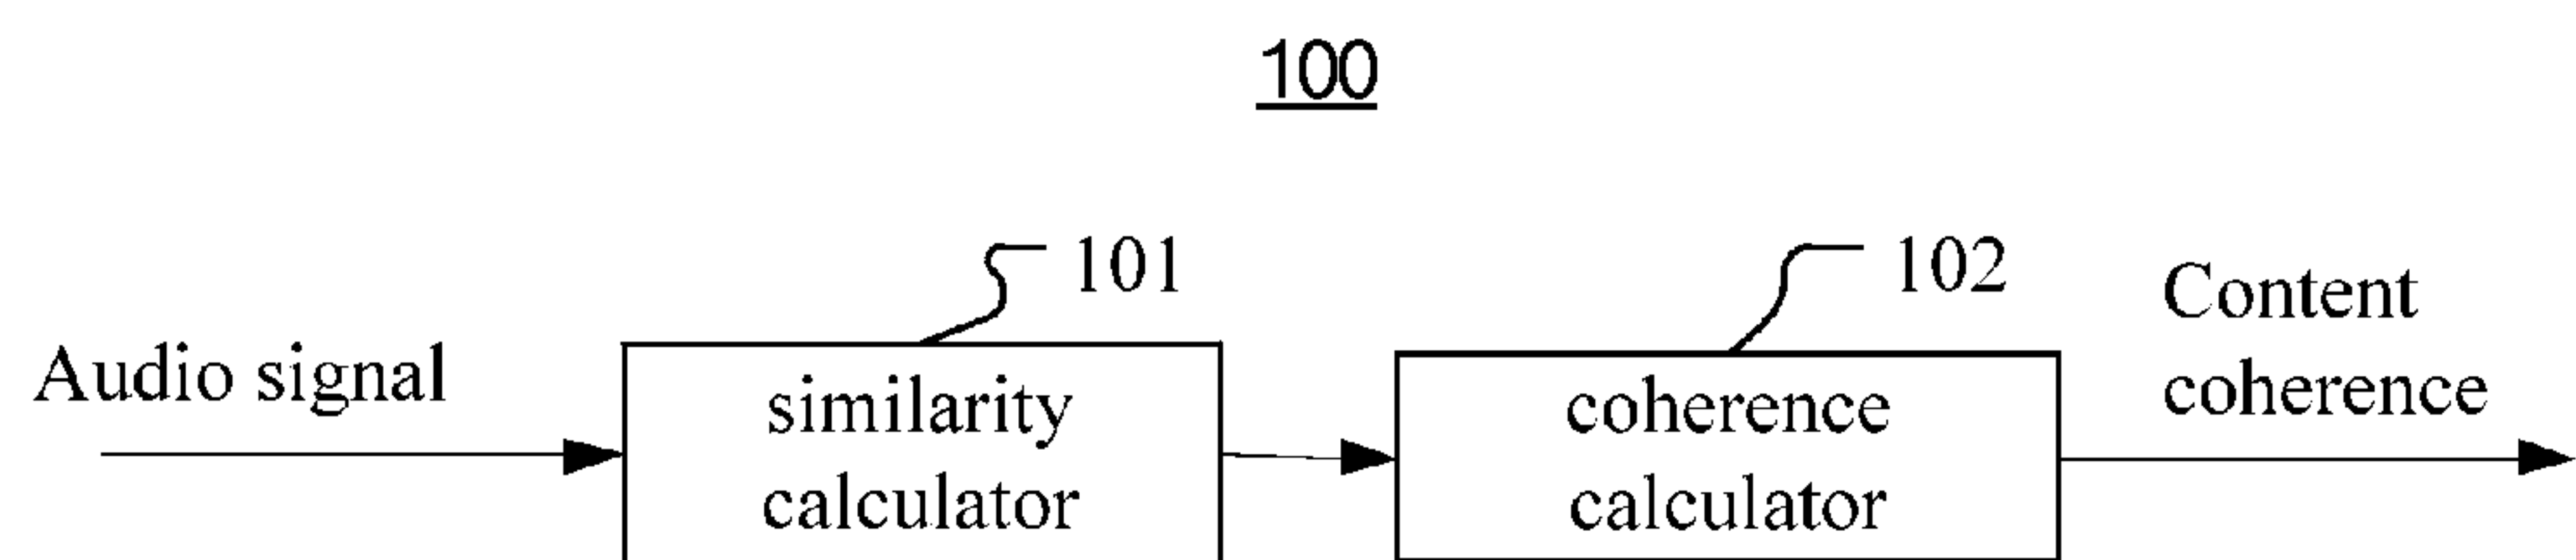 100
101
102
Content
coherence
Audio signal
similarity
calculator
coherence
calculator